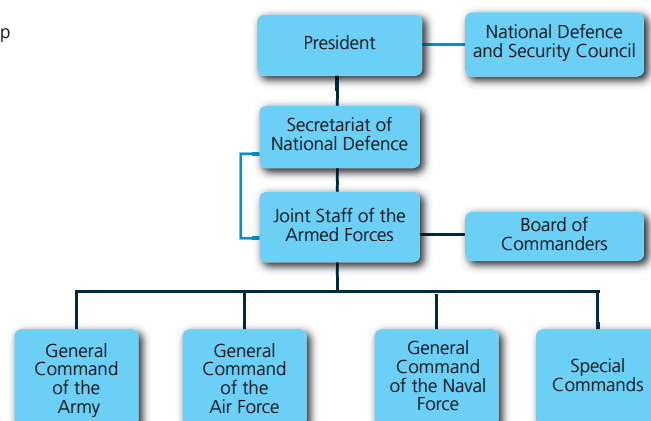 p
President
National Defence
and Security Council
Secretariat of
National Defence
Joint Staff of the
Armed Forces
Board of
Commanders
General
Command
of the
Army
General
Command
of the
Air Force
General
Command
of the Naval
Force
Special
Commands